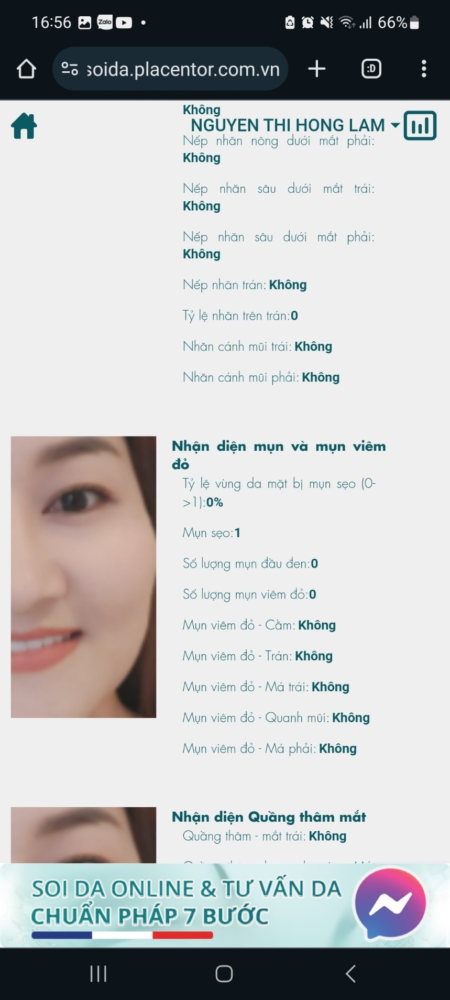 16:56 Zalo 66%
soida.placentor.com.vn :D
Không
NGUYEN THI HONG LAM
Nếp nhăn nông dưới mắt phải:
Không
Nếp nhăn sâu dưới mắt trái:
Không
Nếp nhăn sâu dưới mắt phải:
Không
Nếp nhăn trán: Không
Tỷ lệ nhăn trên trán:0
Nhăn cánh mũi trái: Không
Nhăn cánh mũi phải: Không
Nhận diện mụn và mụn viêm
đỏ
Tỷ lệ vùng da mặt bị mụn sẹo (0-
>1):0%
Mụn sẹo:1
Số lượng mụn đầu đen:0
Số lượng mụn viêm đỏ:0
Mụn viêm đỏ - Cằm: Không
Mụn viêm đỏ - Trán: Không
Mụn viêm đỏ - Má trái: Không
Mụn viêm đỏ - Quanh mũi: Không
Mụn viêm đỏ - Má phải: Không
Nhận diện Quầng thâm mắt
Quầng thâm - mắt trái: Không
SOI DA ONLINE & TƯ VẤN DA
CHUẨN PHÁP 7 BƯỚC